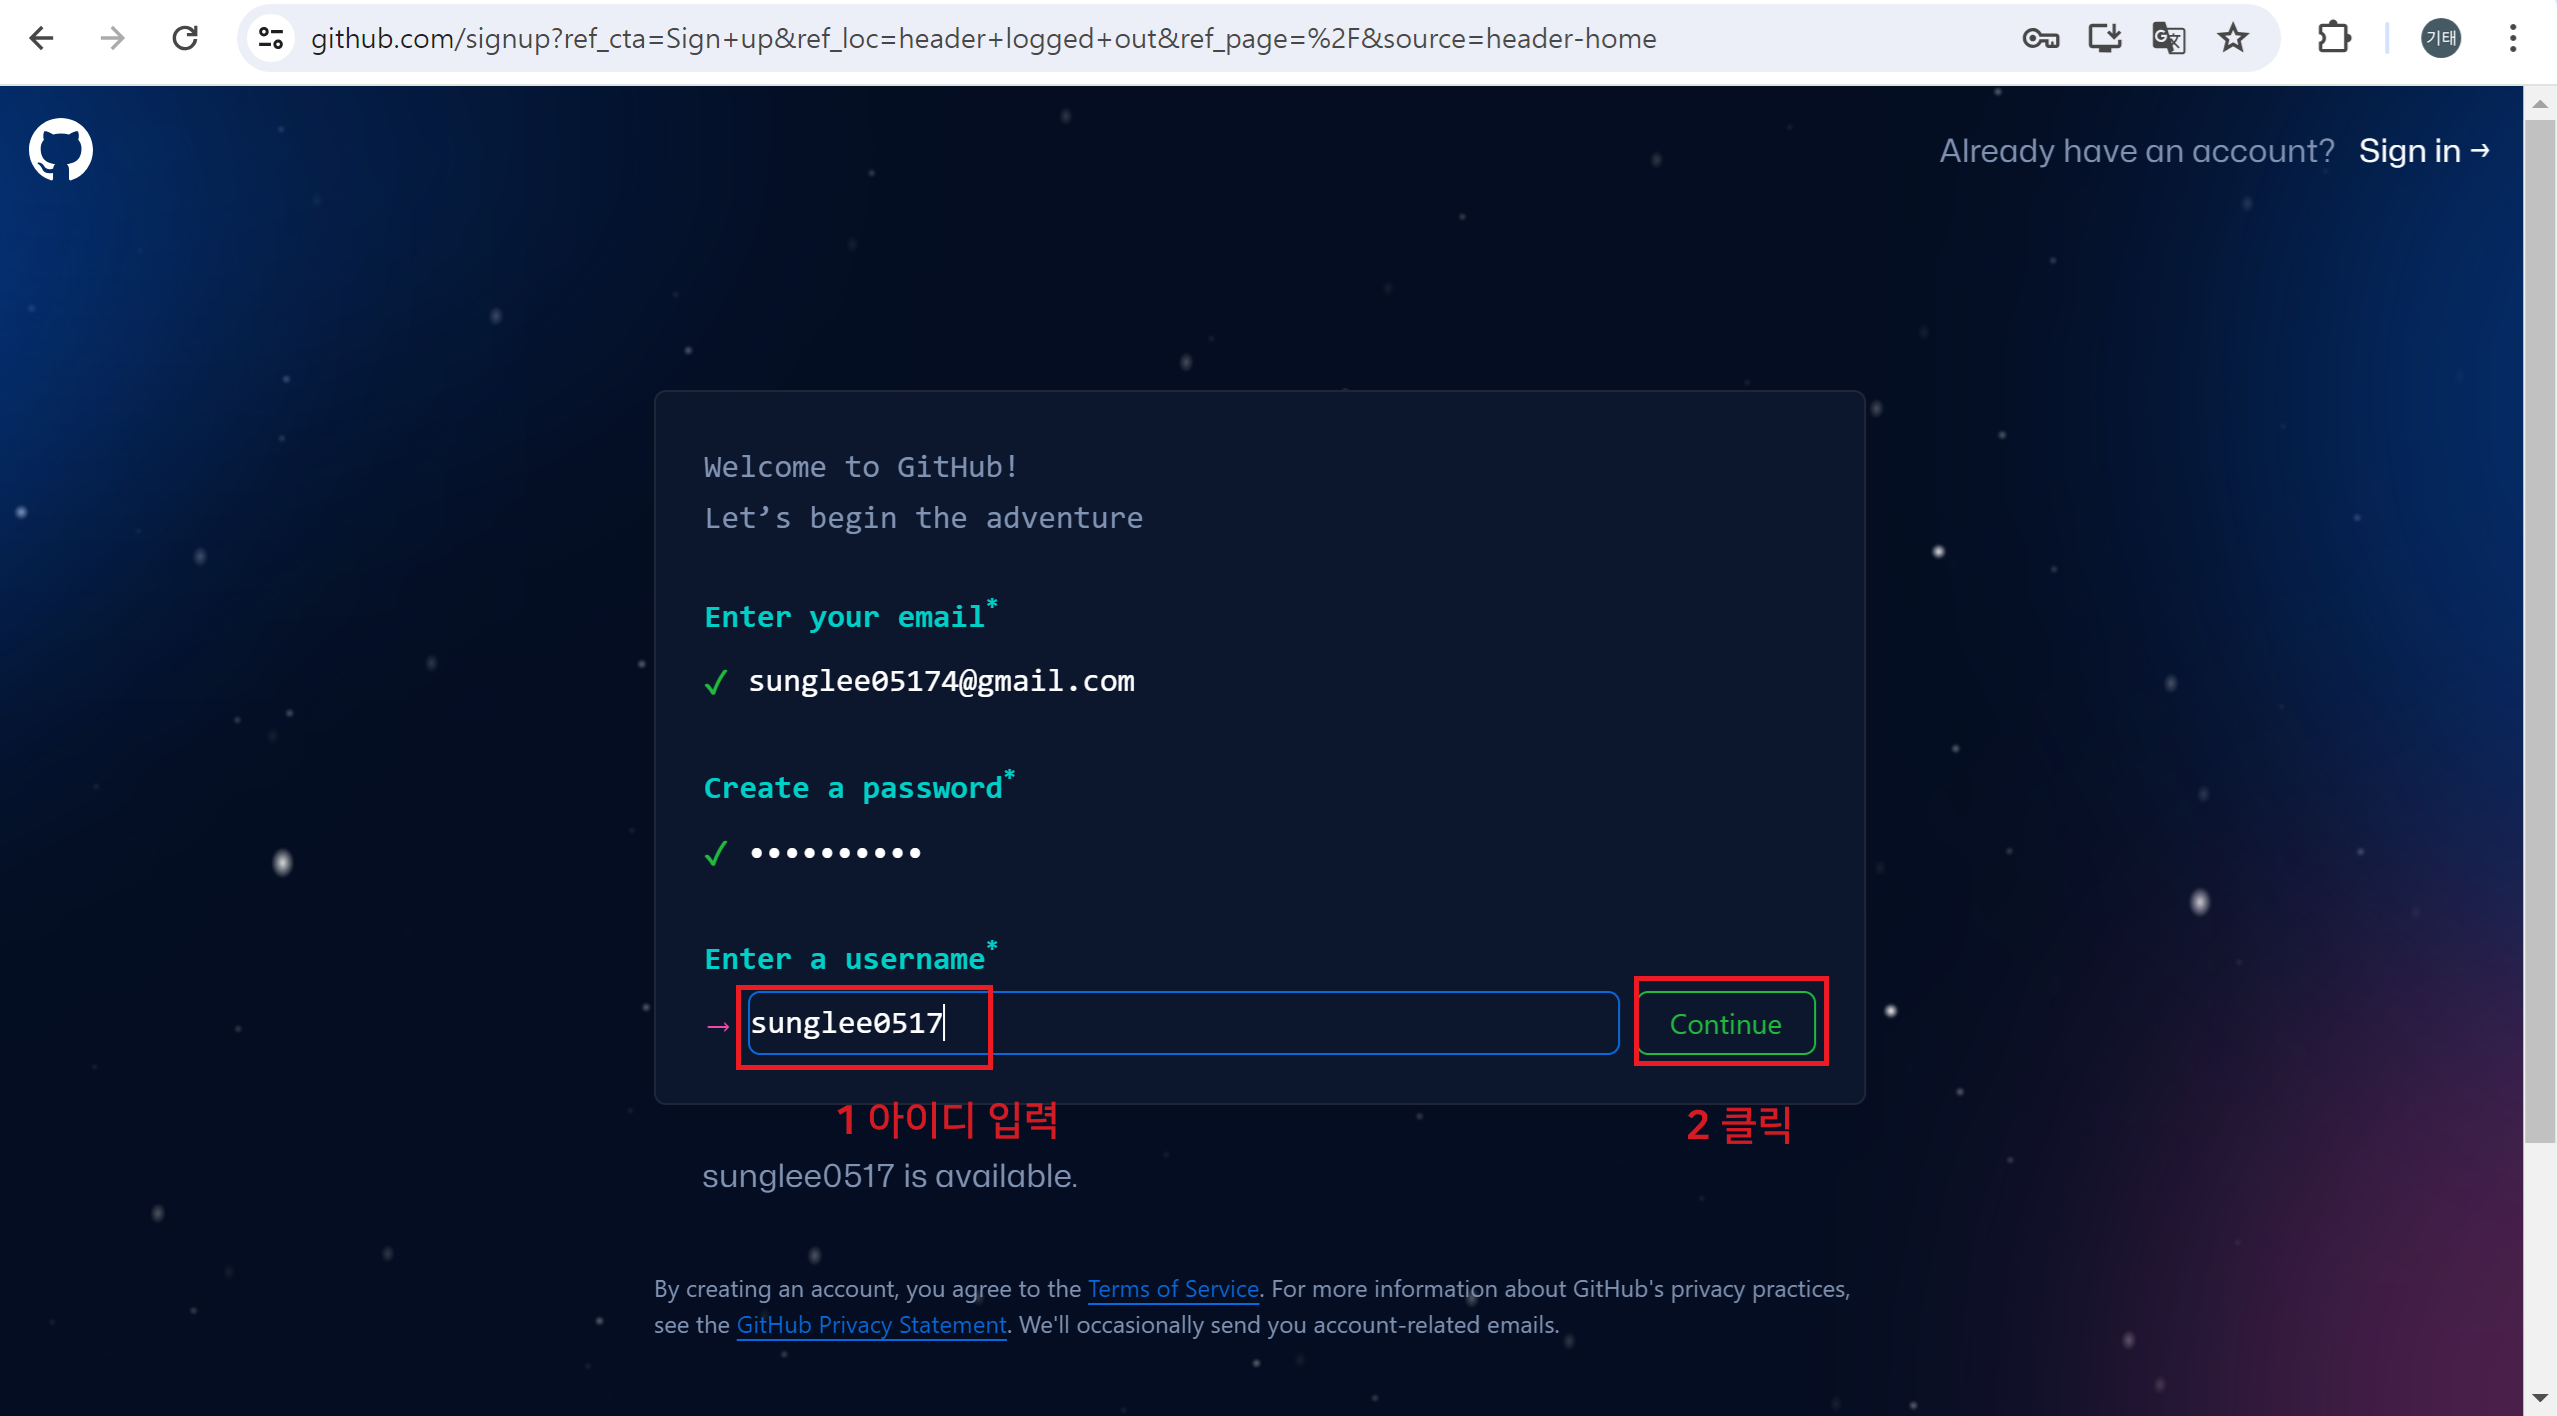 github.com/signup?ref_cta=Sign+up&ref_loc=header+logged+out&ref_page=%2F&source=header-home
기태
Already have an account? Sign in →
Welcome to GitHub!
Let’s begin the adventure
Enter your email*
✓ sunglee05174@gmail.com
Create a password*
✓ ••••••••••
Enter a username*
→ sunglee0517 Continue
1 아이디 입력 2 클릭
sunglee0517 is available.
By creating an account, you agree to the Terms of Service. For more information about GitHub's privacy practices,
see the GitHub Privacy Statement. We'll occasionally send you account-related emails.